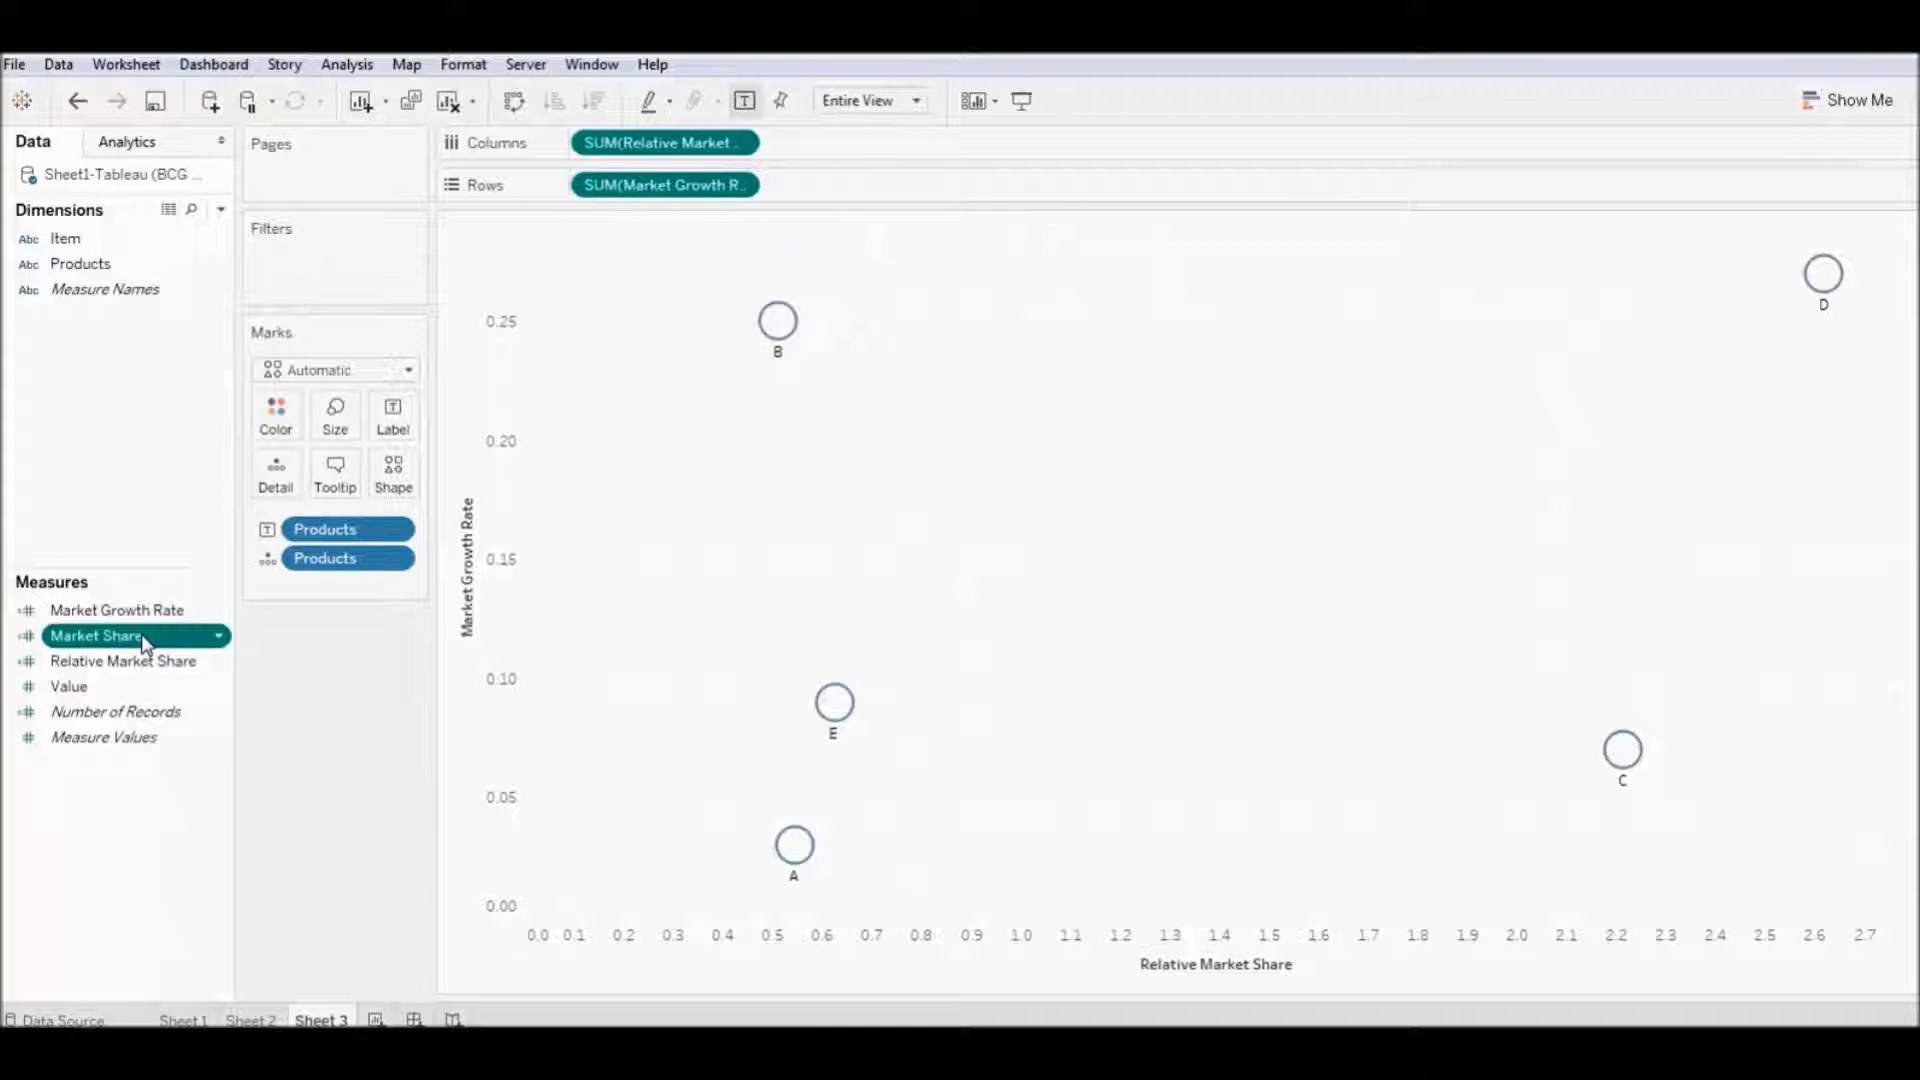 File Data Worksheet Dashboard Story Analysis Map Format Server Window Help
Entire View
Show Me
Data Analytics
Sheet1-Tableau (BCG ...
Dimensions
Abc Item
Abc Products
Abc Measure Names
Measures
Market Growth Rate
Market Share
Relative Market Share
Value
Number of Records
Measure Values
Pages
Filters
Marks
Automatic
Color Size Label
Detail Tooltip Shape
Products
Products
Columns SUM(Relative Market ..
Rows SUM(Market Growth R..
Market Growth Rate
0.25
0.20
0.15
0.10
0.05
0.00
D
B
E
C
A
0.0 0.1 0.2 0.3 0.4 0.5 0.6 0.7 0.8 0.9 1.0 1.1 1.2 1.3 1.4 1.5 1.6 1.7 1.8 1.9 2.0 2.1 2.2 2.3 2.4 2.5 2.6 2.7
Relative Market Share
Data Source Sheet 1 Sheet 2 Sheet 3